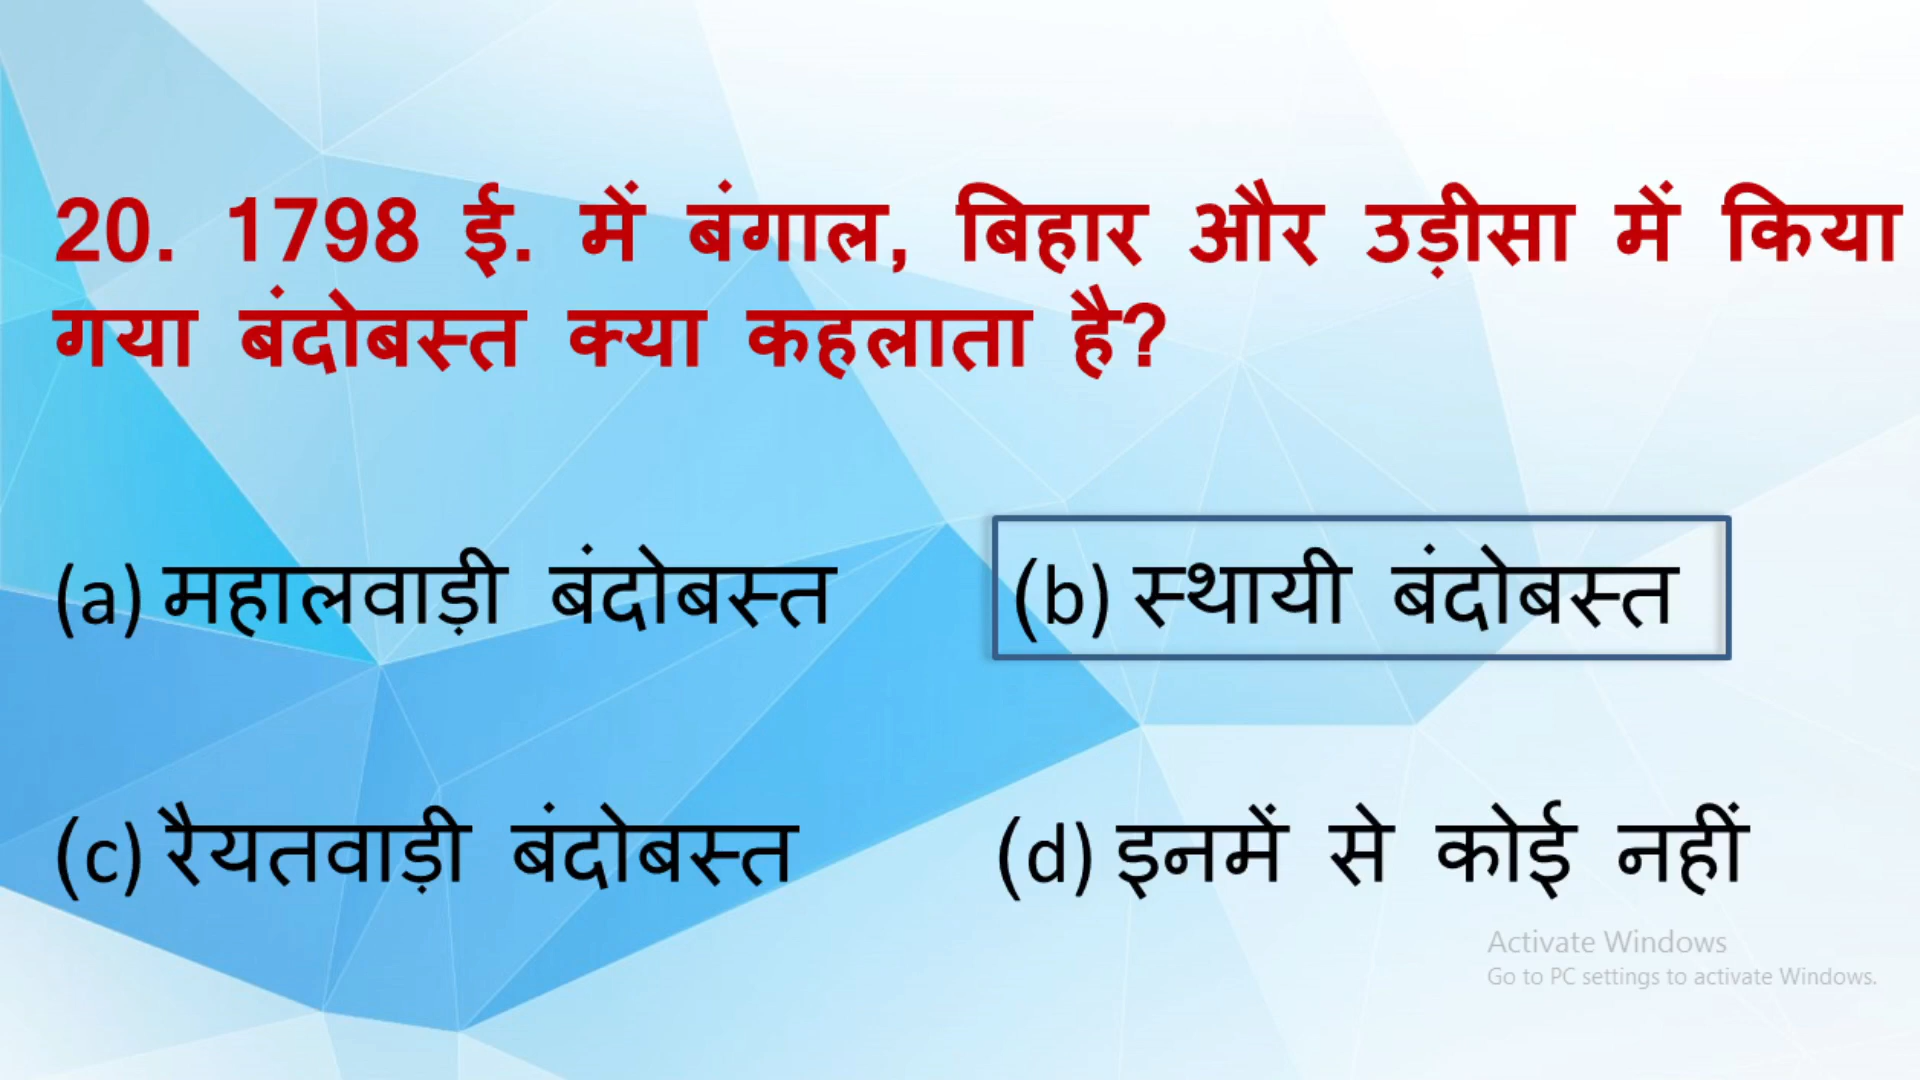 20. 1798 ई. में बंगाल, बिहार और उड़ीसा में किया
गया बंदोबस्त क्या कहलाता है?
(a) महालवाड़ी बंदोबस्त
(b) स्थायी बंदोबस्त
(c) रैयतवाड़ी बंदोबस्त
(d) इनमें से कोई नहीं
Activate Windows
Go to PC settings to activate Windows.